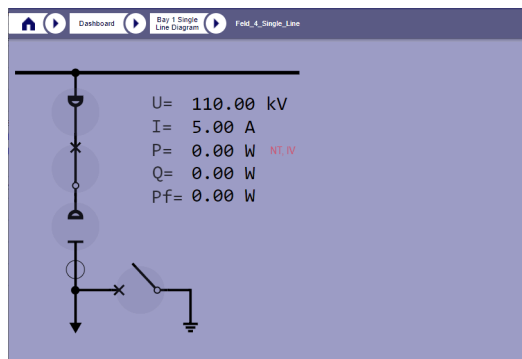 Dashboard
Bay 1 Single
Line Diagram
Feld_4_Single_Line
U= 110.00 kV
I= 5.00 A
P= 0.00 W NT, IV
Q= 0.00 W
Pf= 0.00 W